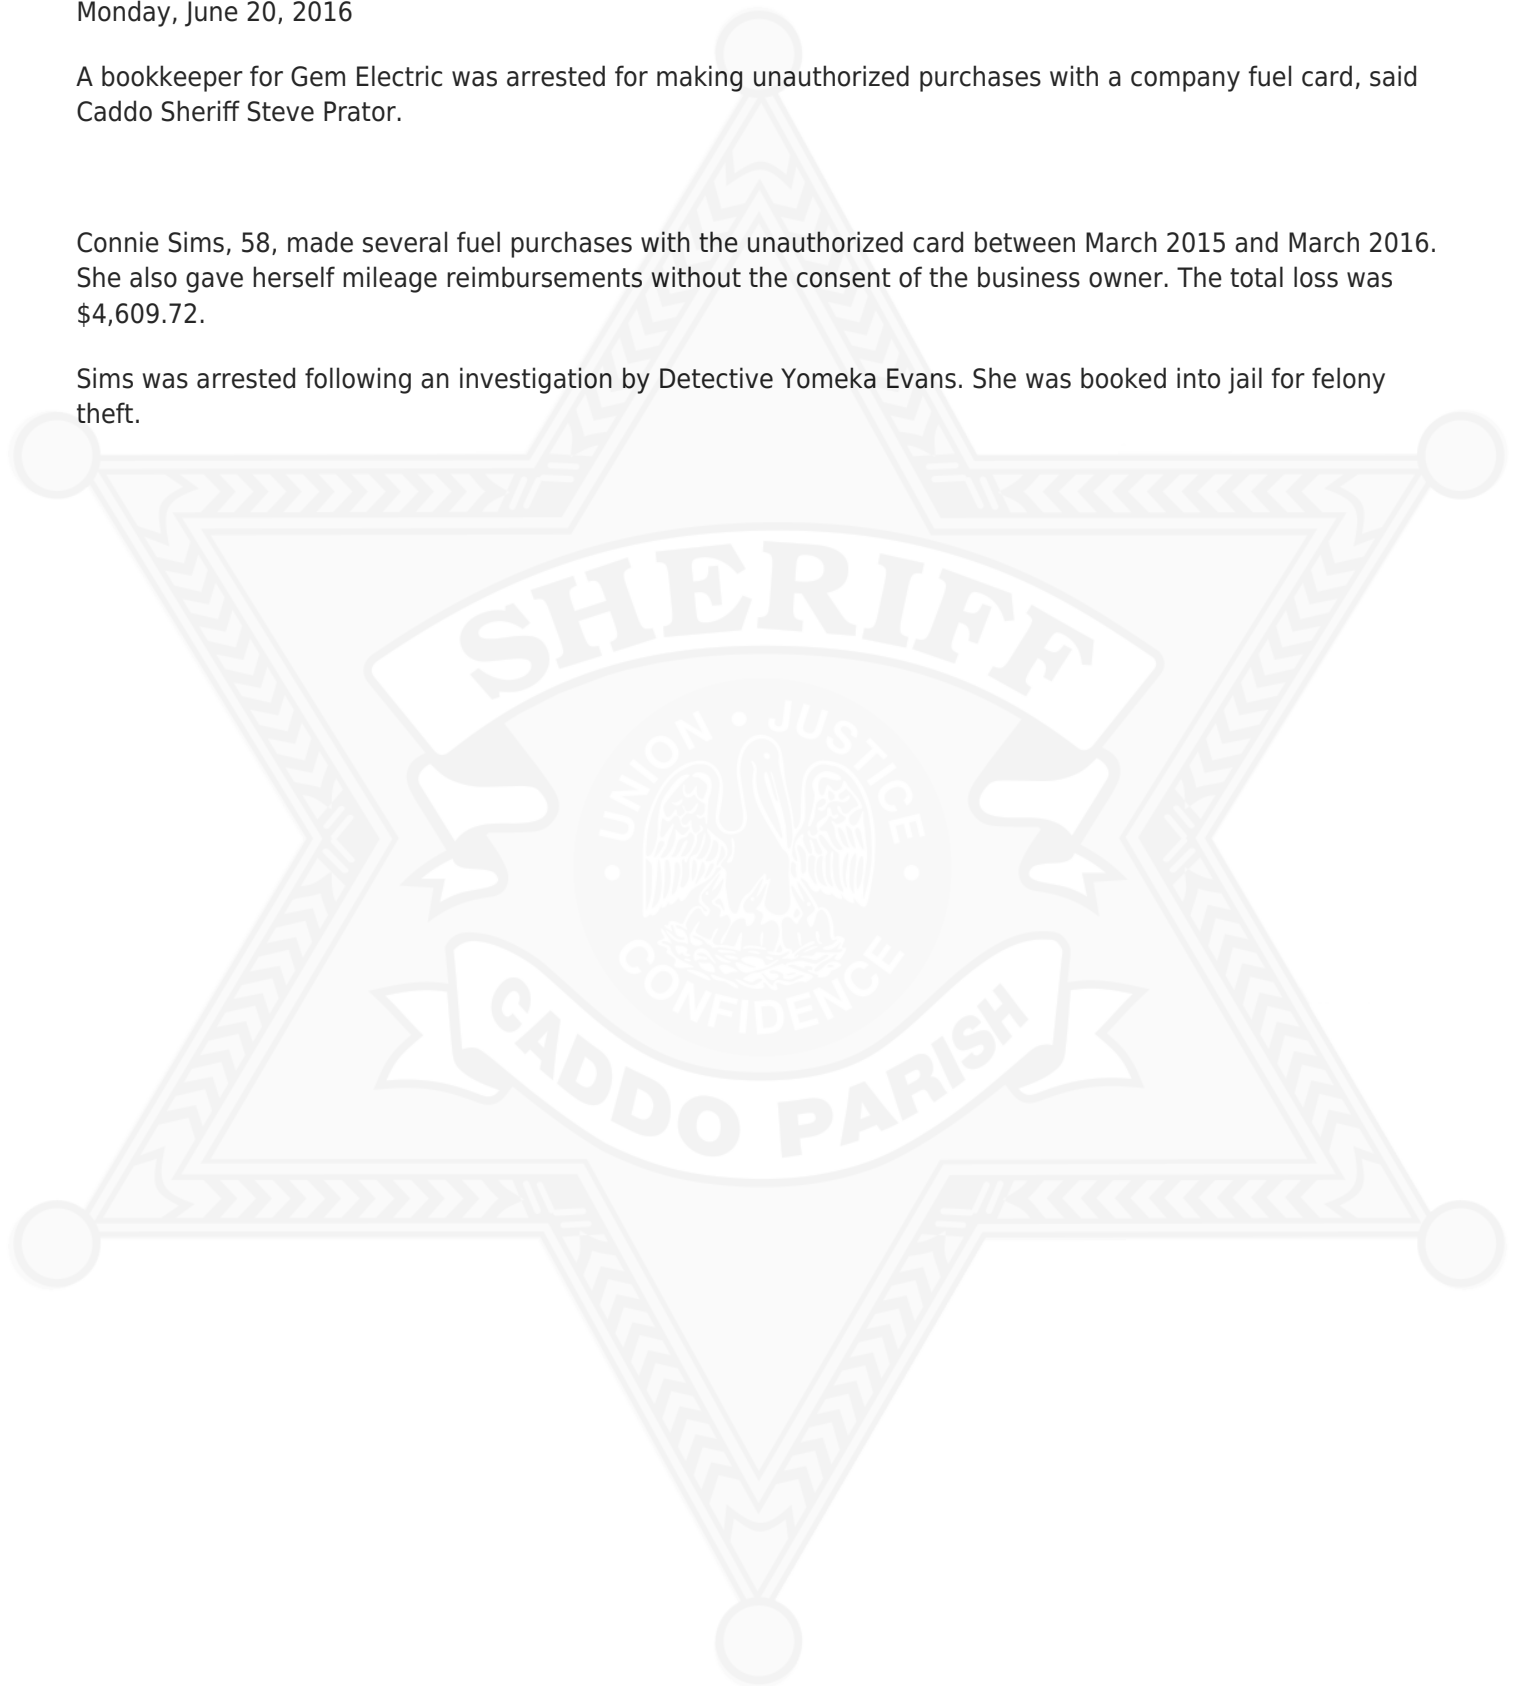 Monday, June 20, 2016
A bookkeeper for Gem Electric was arrested for making unauthorized purchases with a company fuel card, said
Caddo Sheriff Steve Prator.
Connie Sims, 58, made several fuel purchases with the unauthorized card between March 2015 and March 2016.
She also gave herself mileage reimbursements without the consent of the business owner. The total loss was
$4,609.72.
Sims was arrested following an investigation by Detective Yomeka Evans. She was booked into jail for felony
theft.
SHERIFF
UNION • JUSTICE
• CONFIDENCE •
CADDO PARISH